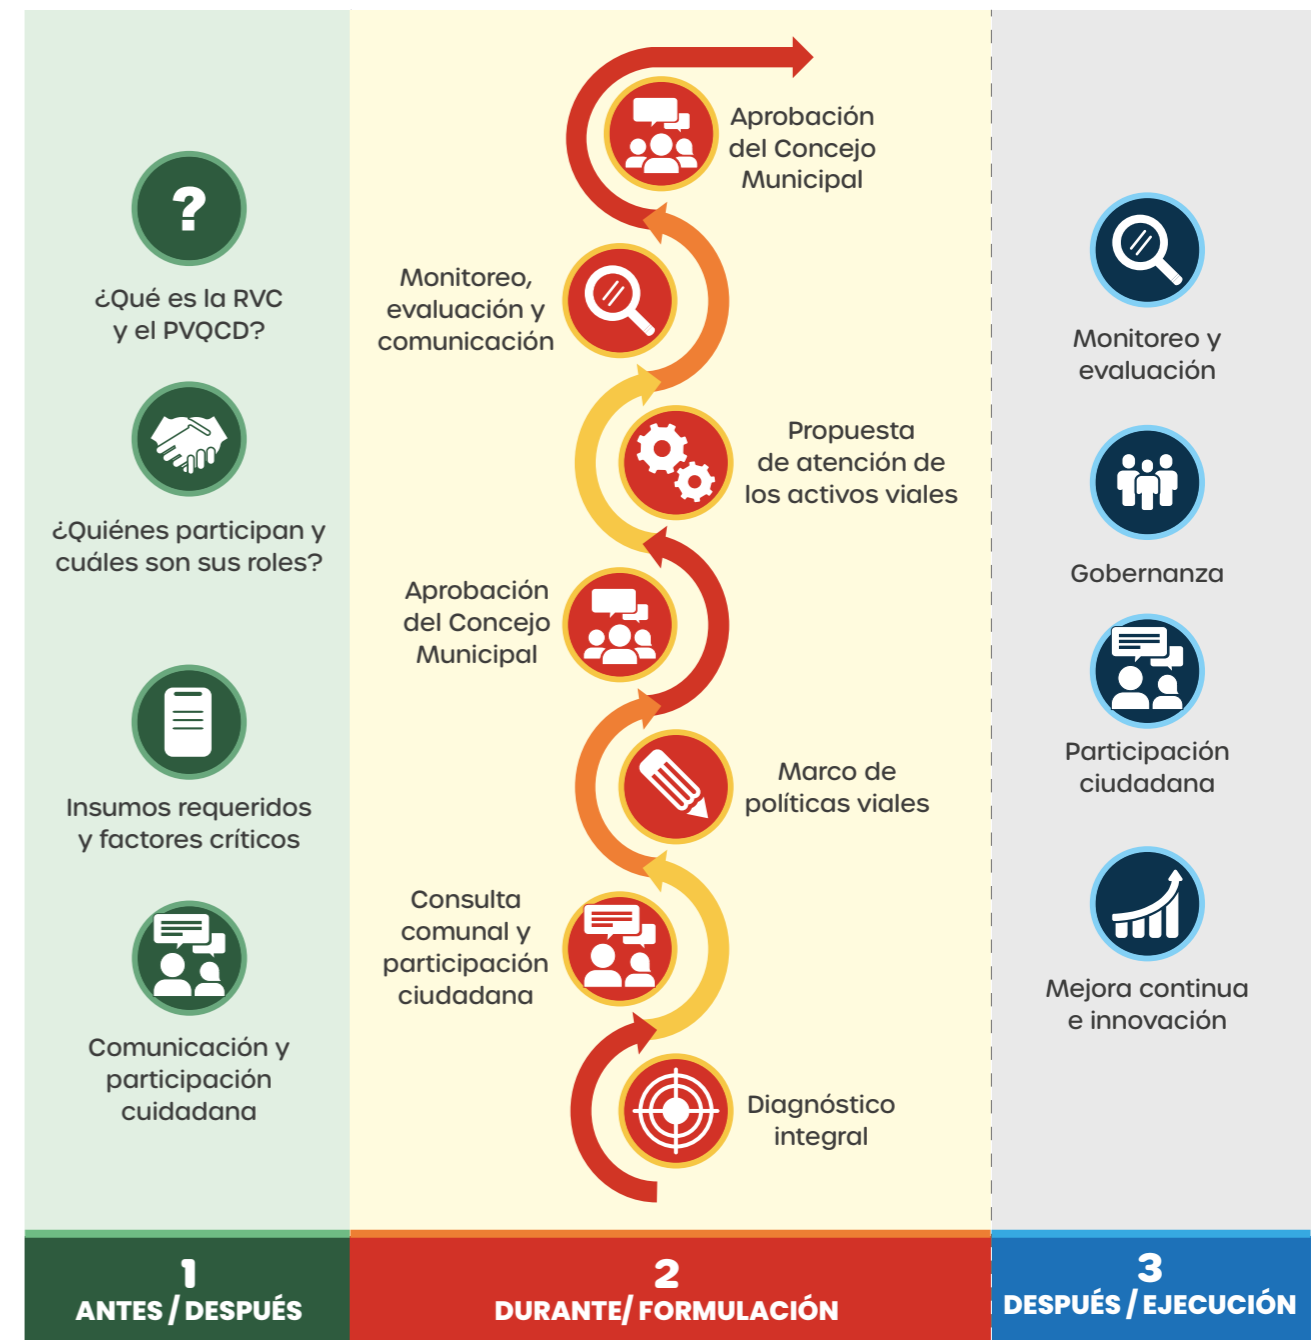 ?
¿Qué es la RVC
y el PVQCD?
¿Quiénes participan y
cuáles son sus roles?
Insumos requeridos
y factores críticos
Comunicación y
participación
cuidadana
1
ANTES / DESPUÉS
Aprobación
del Concejo
Municipal
Monitoreo,
evaluación y
comunicación
Propuesta
de atención de
los activos viales
Aprobación
del Concejo
Municipal
Marco de
políticas viales
Consulta
comunal y
participación
ciudadana
Diagnóstico
integral
2
DURANTE/ FORMULACIÓN
Monitoreo y
evaluación
Gobernanza
Participación
ciudadana
Mejora continua
e innovación
3
DESPUÉS / EJECUCIÓN